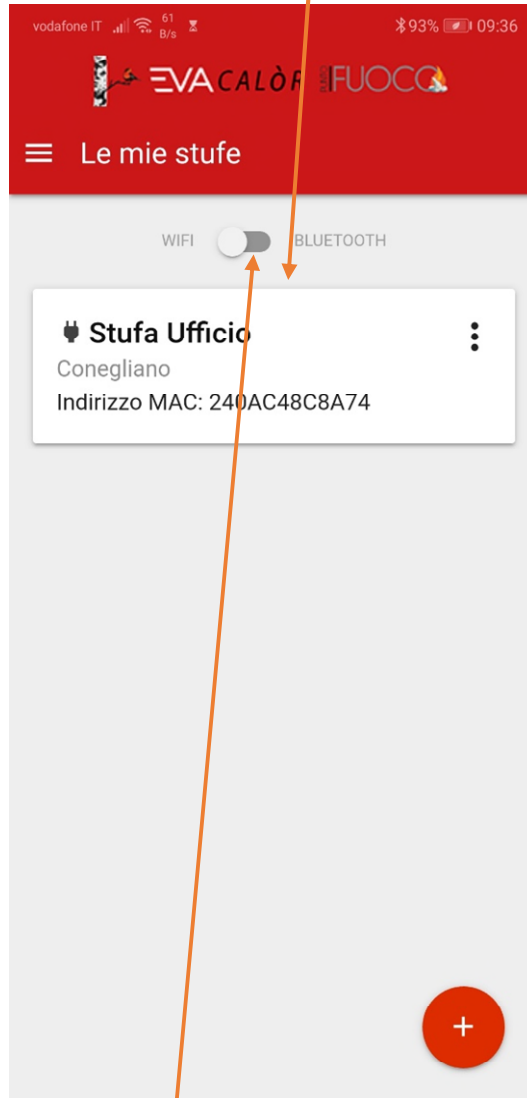 vodafone IT 61 B/s 93% 09:36
EVA CALÒR PUNTO FUOCO
Le mie stufe
WIFI BLUETOOTH
Stufa Ufficio
Conegliano
Indirizzo MAC: 240AC48C8A74
+